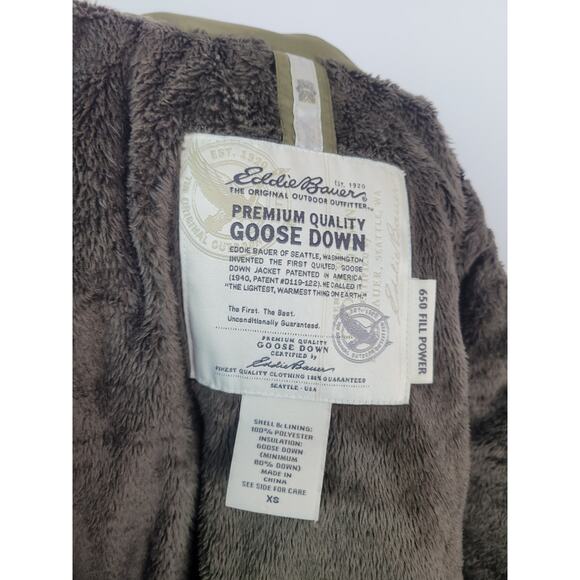 EST. 1920
Eddie Bauer®
EST. 1920
THE ORIGINAL OUTDOOR OUTFITTER™
PREMIUM QUALITY
GOOSE DOWN
EDDIE BAUER OF SEATTLE, WASHINGTON
INVENTED THE FIRST QUILTED, GOOSE
DOWN JACKET PATENTED IN AMERICA
(1940, PATENT #D119-122). HE CALLED IT
"THE LIGHTEST, WARMEST THING ON EARTH."
The First. The Best.
Unconditionally Guaranteed.
PREMIUM QUALITY
GOOSE DOWN
CERTIFIED by
Eddie Bauer
FINEST QUALITY CLOTHING 100% GUARANTEED
SEATTLE - USA
650 FILL POWER
SHELL & LINING:
100% POLYESTER
INSULATION:
GOOSE DOWN
(MINIMUM
80% DOWN)
MADE IN
CHINA
SEE SIDE FOR CARE
XS